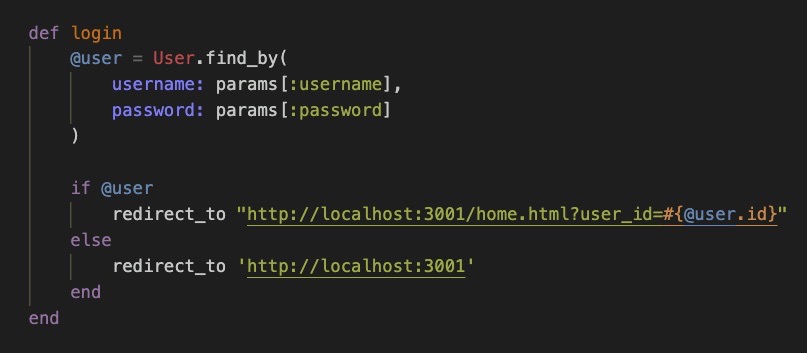 def login
@user = User.find_by(
username: params[:username],
password: params[:password]
)
if @user
redirect_to "http://localhost:3001/home.html?user_id=#{@user.id}"
else
redirect_to 'http://localhost:3001'
end
end